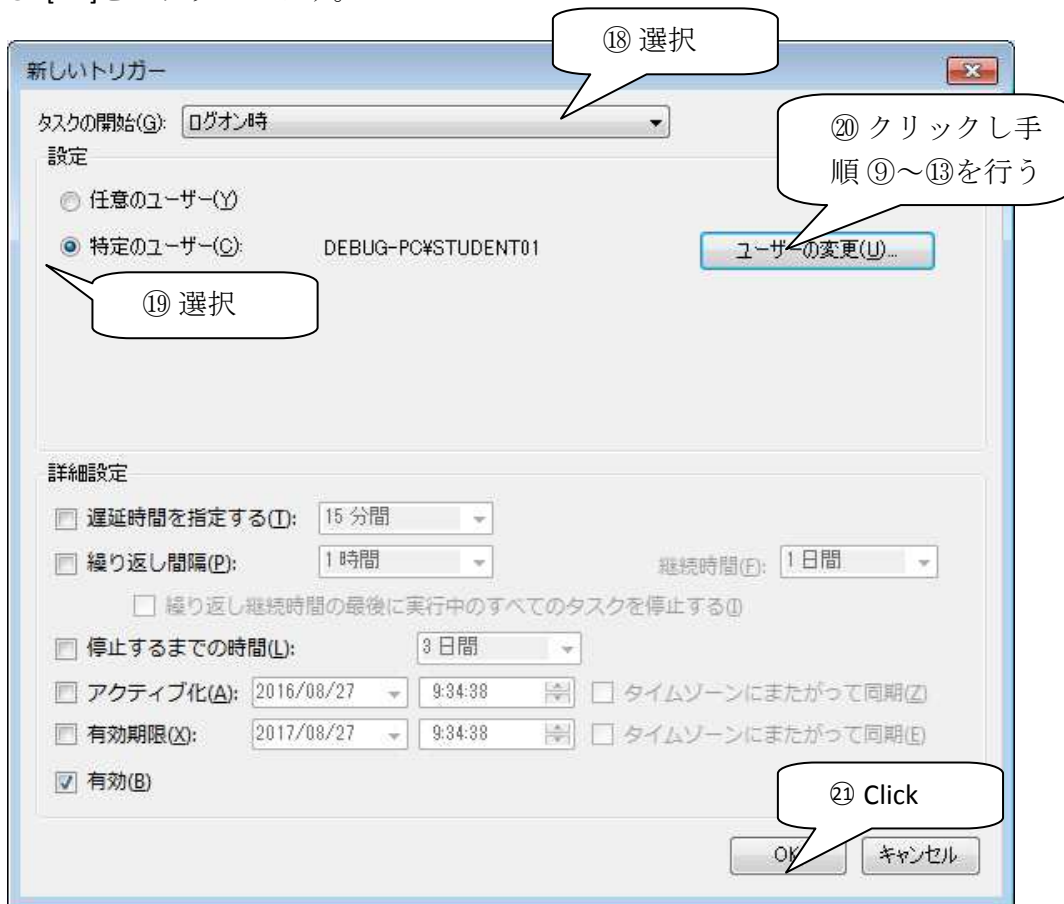 ⑱ 選択
新しいトリガー
タスクの開始(G): ログオン時
⑳ クリックし手
順⑨～⑬を行う
設定
任意のユーザー(Y)
特定のユーザー(C): DEBUG-PC¥STUDENT01 ユーザーの変更(U)...
⑲ 選択
詳細設定
遅延時間を指定する(T): 15 分間
繰り返し間隔(P): 1 時間 継続時間(F): 1 日間
繰り返し継続時間の最後に実行中のすべてのタスクを停止する(I)
停止するまでの時間(L): 3 日間
アクティブ化(A): 2016/08/27 9:34:38 タイムゾーンにまたがって同期(Z)
有効期限(X): 2017/08/27 9:34:38 タイムゾーンにまたがって同期(E)
有効(B)
㉑ Click
OK キャンセル